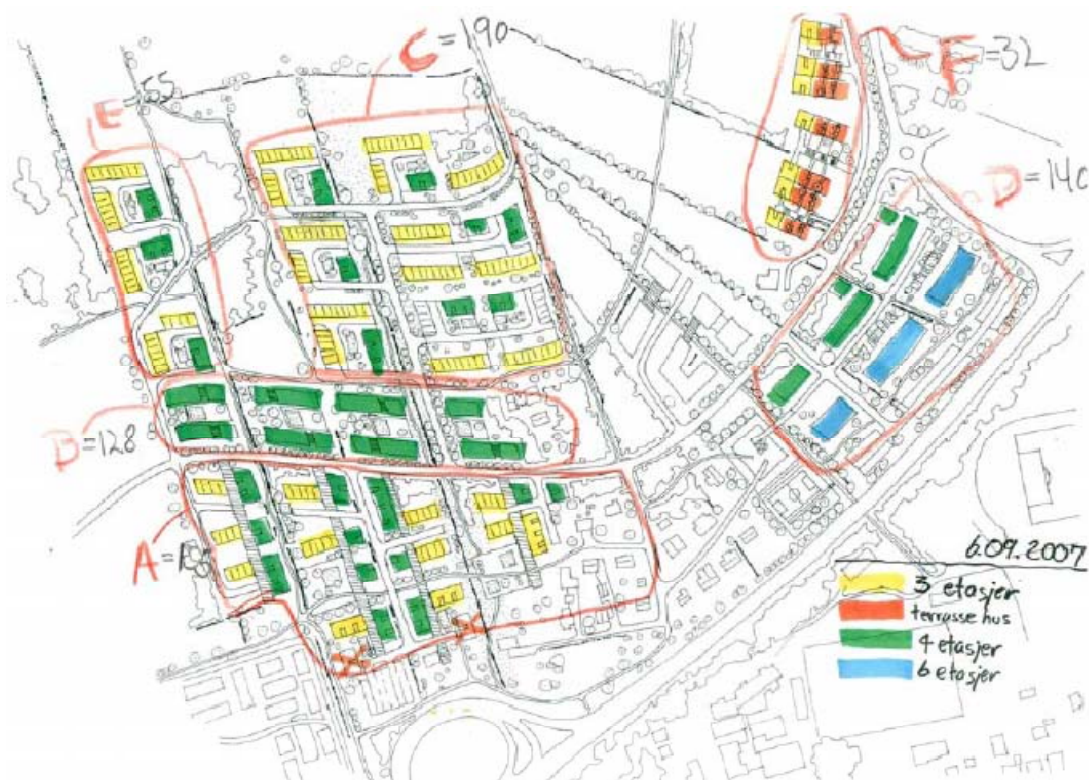 C = 190
F = 32
E 55
D = 140
B = 128
A =
6.09.2007
3 etasjer
terrasse hus
4 etasjer
6 etasjer